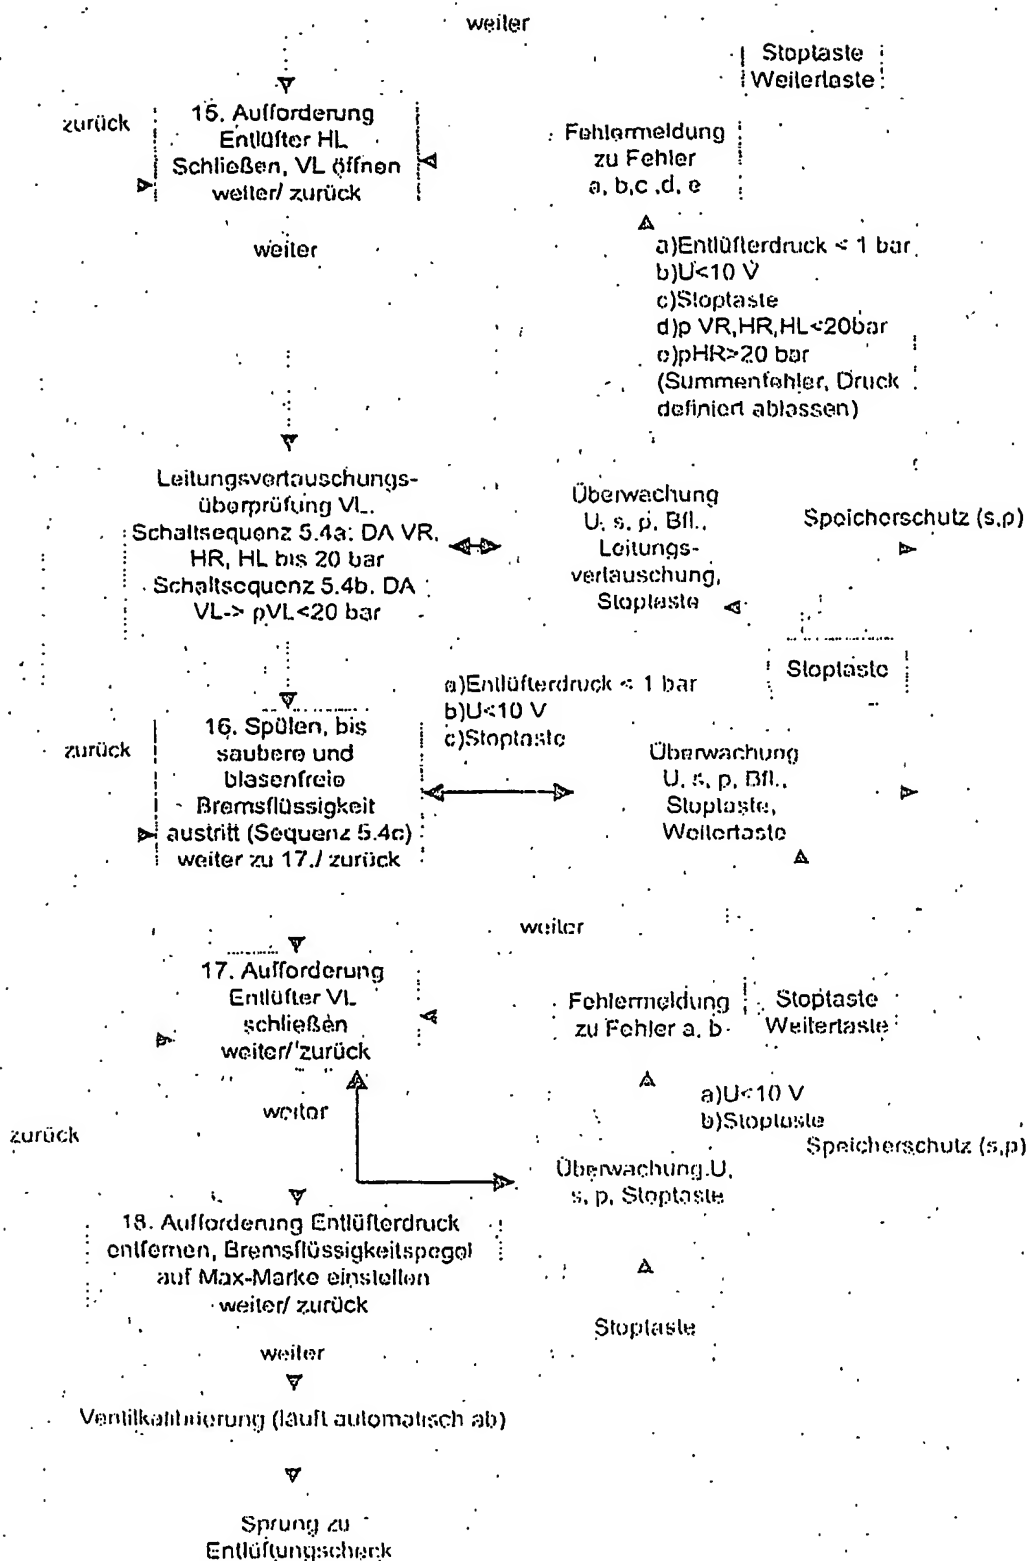 weiter
Stoptaste
Weitertaste
zurück
15. Aufforderung
Entlüfter HL
Schließen, VL öffnen
weiter/ zurück
Fehlermeldung
zu Fehler
a, b,c ,d, e
weiter
a)Entlüfterdruck < 1 bar
b)U<10 V
c)Stoptaste
d)p VR,HR,HL<20bar
e)pHR>20 bar
(Summenfehler, Druck
definiert ablassen)
Leitungsvertauschungs-
überprüfung VL.
Schaltsequenz 5.4a: DA VR,
HR, HL bis 20 bar
Schaltsequenz 5.4b. DA
VL-> pVL<20 bar
Überwachung
U, s, p, Bfl.,
Leitungs-
vertauschung,
Stoptaste
Speicherschutz (s,p)
Stoptaste
a)Entlüfterdruck < 1 bar
b)U<10 V
c)Stoptaste
zurück
16. Spülen, bis
saubere und
blasenfreie
Bremsflüssigkeit
austritt (Sequenz 5.4c)
weiter zu 17./ zurück
Überwachung
U, s, p, Bfl.,
Stoptaste,
Weitertaste
weiter
17. Aufforderung
Entlüfter VL
schließen
weiter/ zurück
Fehlermeldung
zu Fehler a, b
Stoptaste
Weitertaste
weiter
a)U<10 V
b)Stoptaste
zurück
Speicherschutz (s,p)
Überwachung U,
s, p, Stoptaste
18. Aufforderung Entlüfterdruck
entfernen, Bremsflüssigkeitspegel
auf Max-Marke einstellen
weiter/ zurück
Stoptaste
weiter
Ventilkalibrierung (läuft automatisch ab)
Sprung zu
Entlüftungscheck